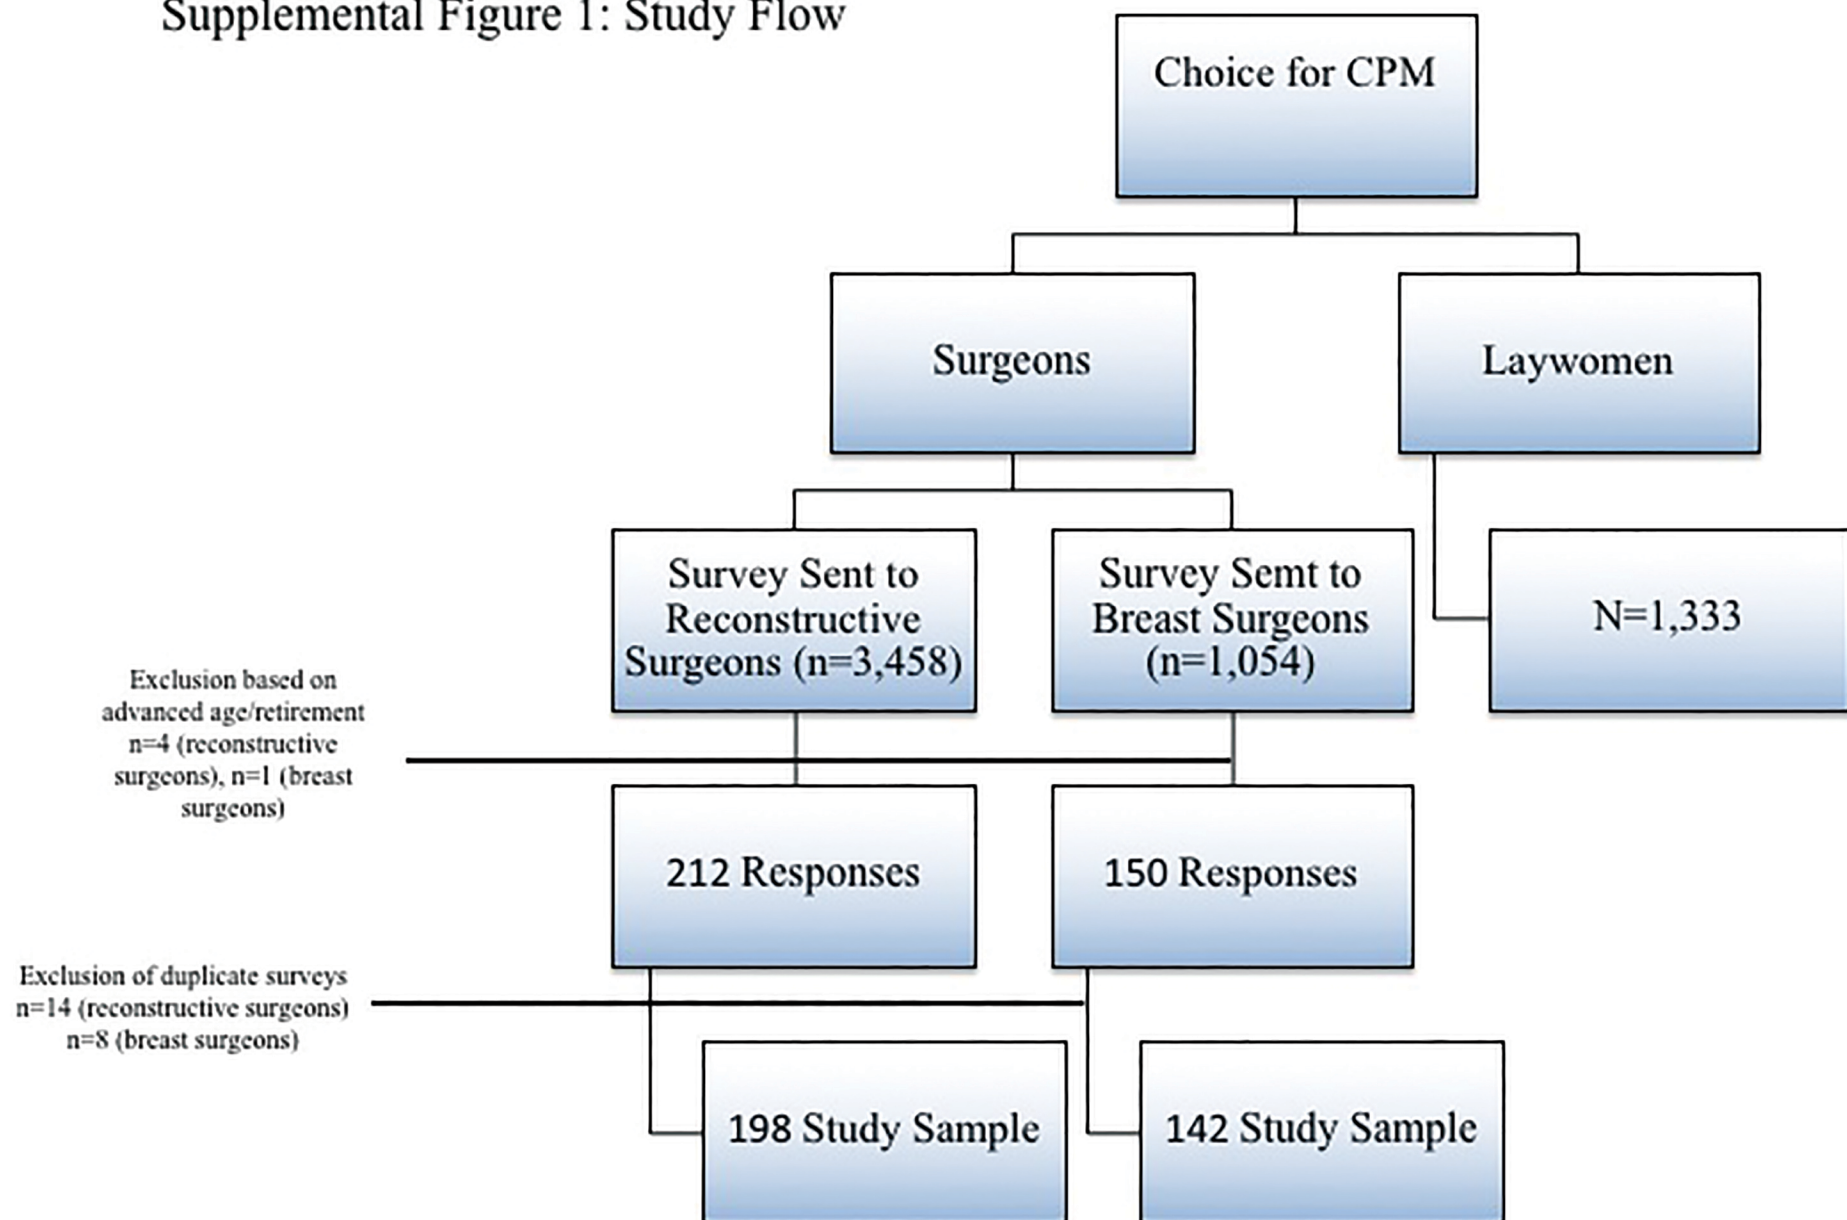 Supplemental Figure 1: Study Flow
Choice for CPM
Surgeons
Laywomen
Survey Sent to
Reconstructive
Surgeons (n=3,458)
Survey Semt to
Breast Surgeons
(n=1,054)
N=1,333
Exclusion based on
advanced age/retirement
n=4 (reconstructive
surgeons), n=1 (breast
surgeons)
212 Responses
150 Responses
Exclusion of duplicate surveys
n=14 (reconstructive surgeons)
n=8 (breast surgeons)
198 Study Sample
142 Study Sample